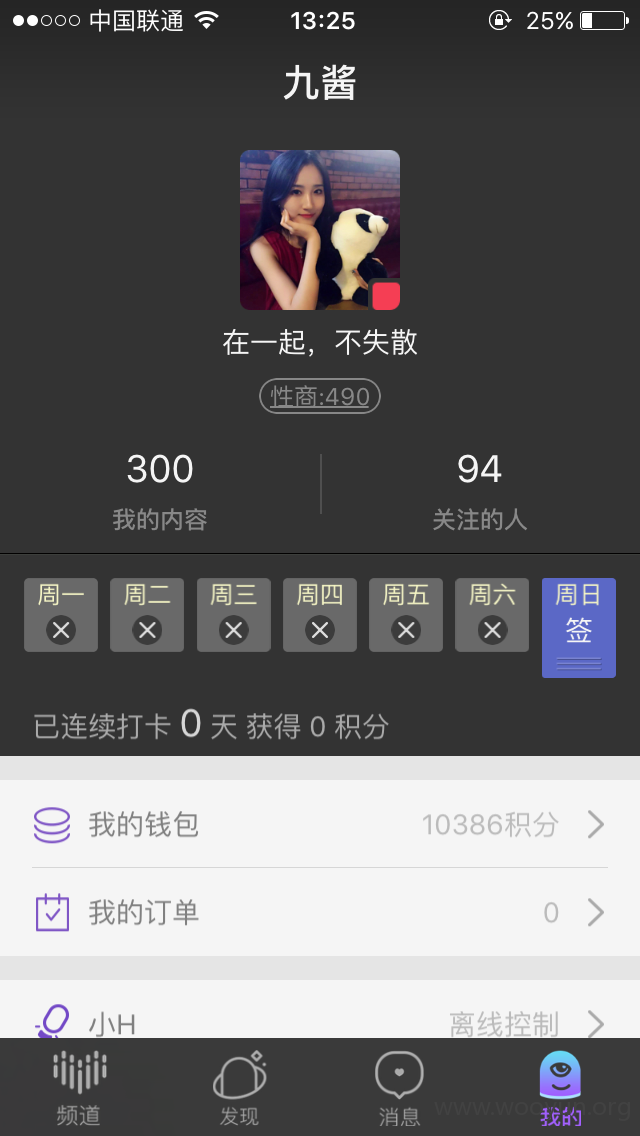 中国联通 13:25 25%
九酱
在一起，不失散
性商:490
300 94
我的内容 关注的人
周一 周二 周三 周四 周五 周六 周日
签
已连续打卡 0 天 获得 0 积分
我的钱包 10386积分
我的订单 0
小H 离线控制
频道 发现 消息 我的
www.wooyun.org